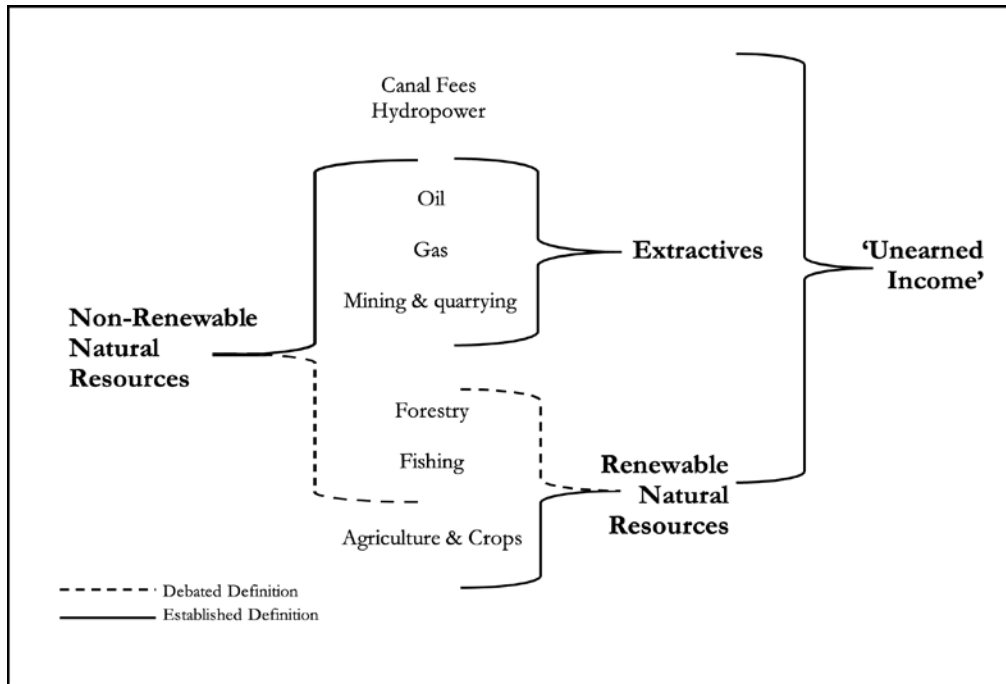 Canal Fees
Hydropower
Oil
Gas
Mining & quarrying
Extractives
'Unearned
Income'
Non-Renewable
Natural
Resources
Forestry
Fishing
Agriculture & Crops
Renewable
Natural
Resources
Debated Definition
Established Definition